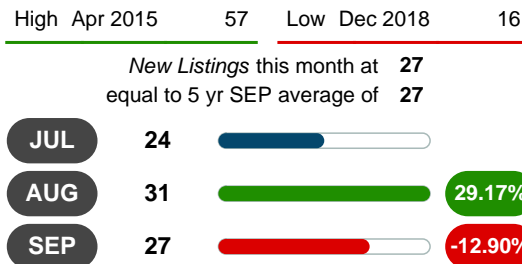 High Apr 2015 57 Low Dec 2018 16
New Listings this month at 27
equal to 5 yr SEP average of 27
JUL 24
AUG 31 29.17%
SEP 27 -12.90%